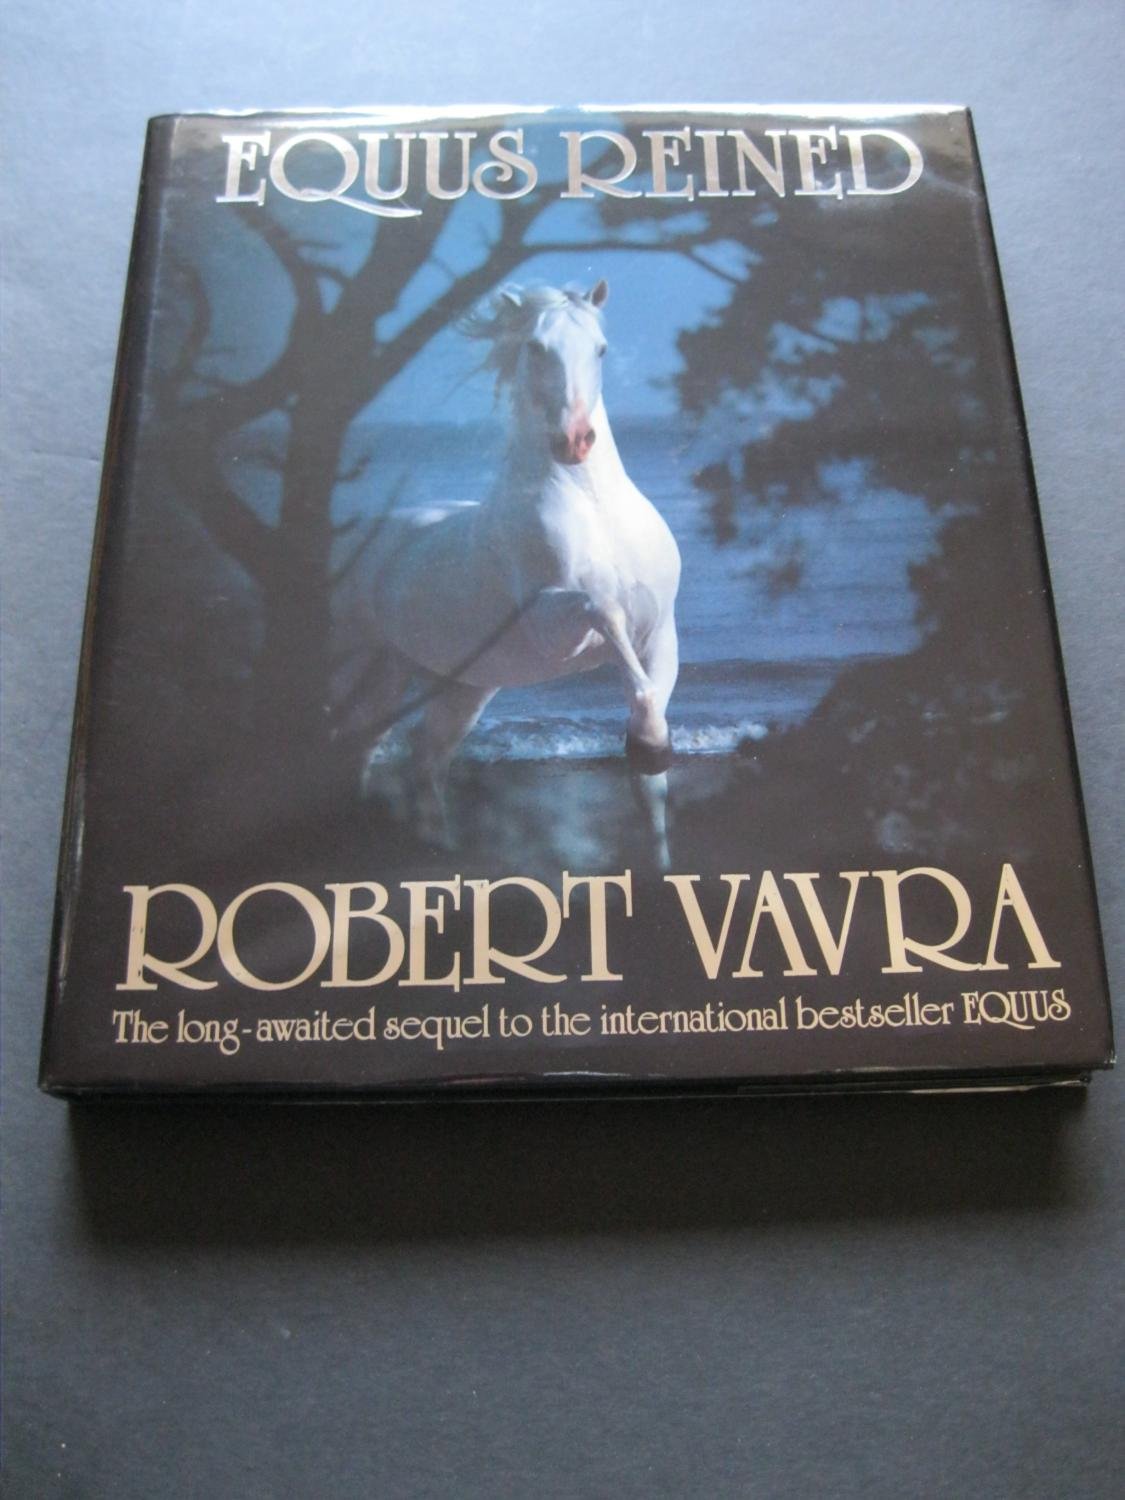 EQUUS REINED
ROBERT VAVRA
The long-awaited sequel to the international bestseller EQUUS